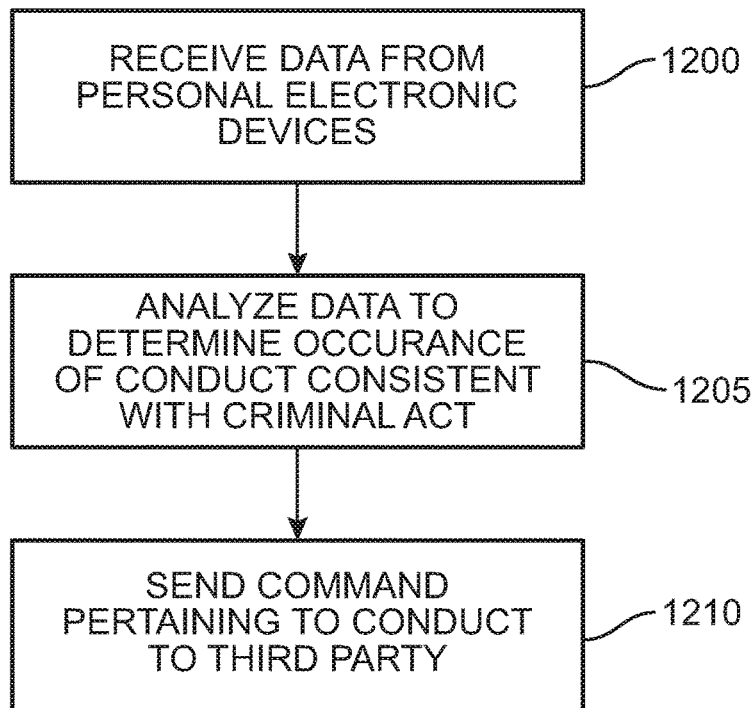 RECEIVE DATA FROM
PERSONAL ELECTRONIC
DEVICES
1200
ANALYZE DATA TO
DETERMINE OCCURANCE
OF CONDUCT CONSISTENT
WITH CRIMINAL ACT
1205
SEND COMMAND
PERTAINING TO CONDUCT
TO THIRD PARTY
1210